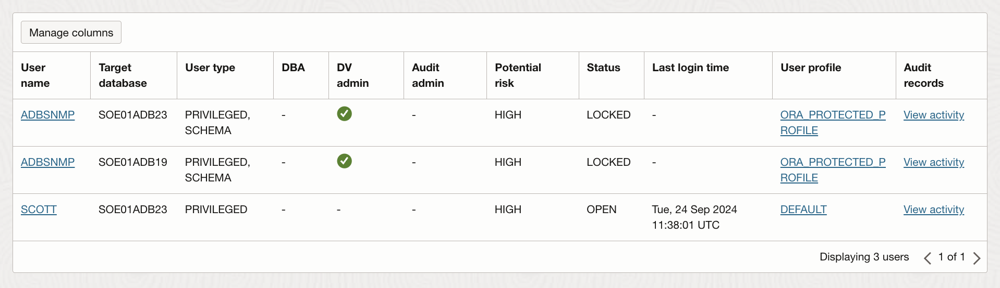 Manage columns
User name	Target database	User type	DBA	DV admin	Audit admin	Potential risk	Status	Last login time	User profile	Audit records
ADBSNMP	SOE01ADB23	PRIVILEGED, SCHEMA	-		-	HIGH	LOCKED	-	ORA_PROTECTED_PROFILE	View activity
ADBSNMP	SOE01ADB19	PRIVILEGED, SCHEMA	-		-	HIGH	LOCKED	-	ORA_PROTECTED_PROFILE	View activity
SCOTT	SOE01ADB23	PRIVILEGED	-	-	-	HIGH	OPEN	Tue, 24 Sep 2024 11:38:01 UTC	DEFAULT	View activity
Displaying 3 users	1 of 1